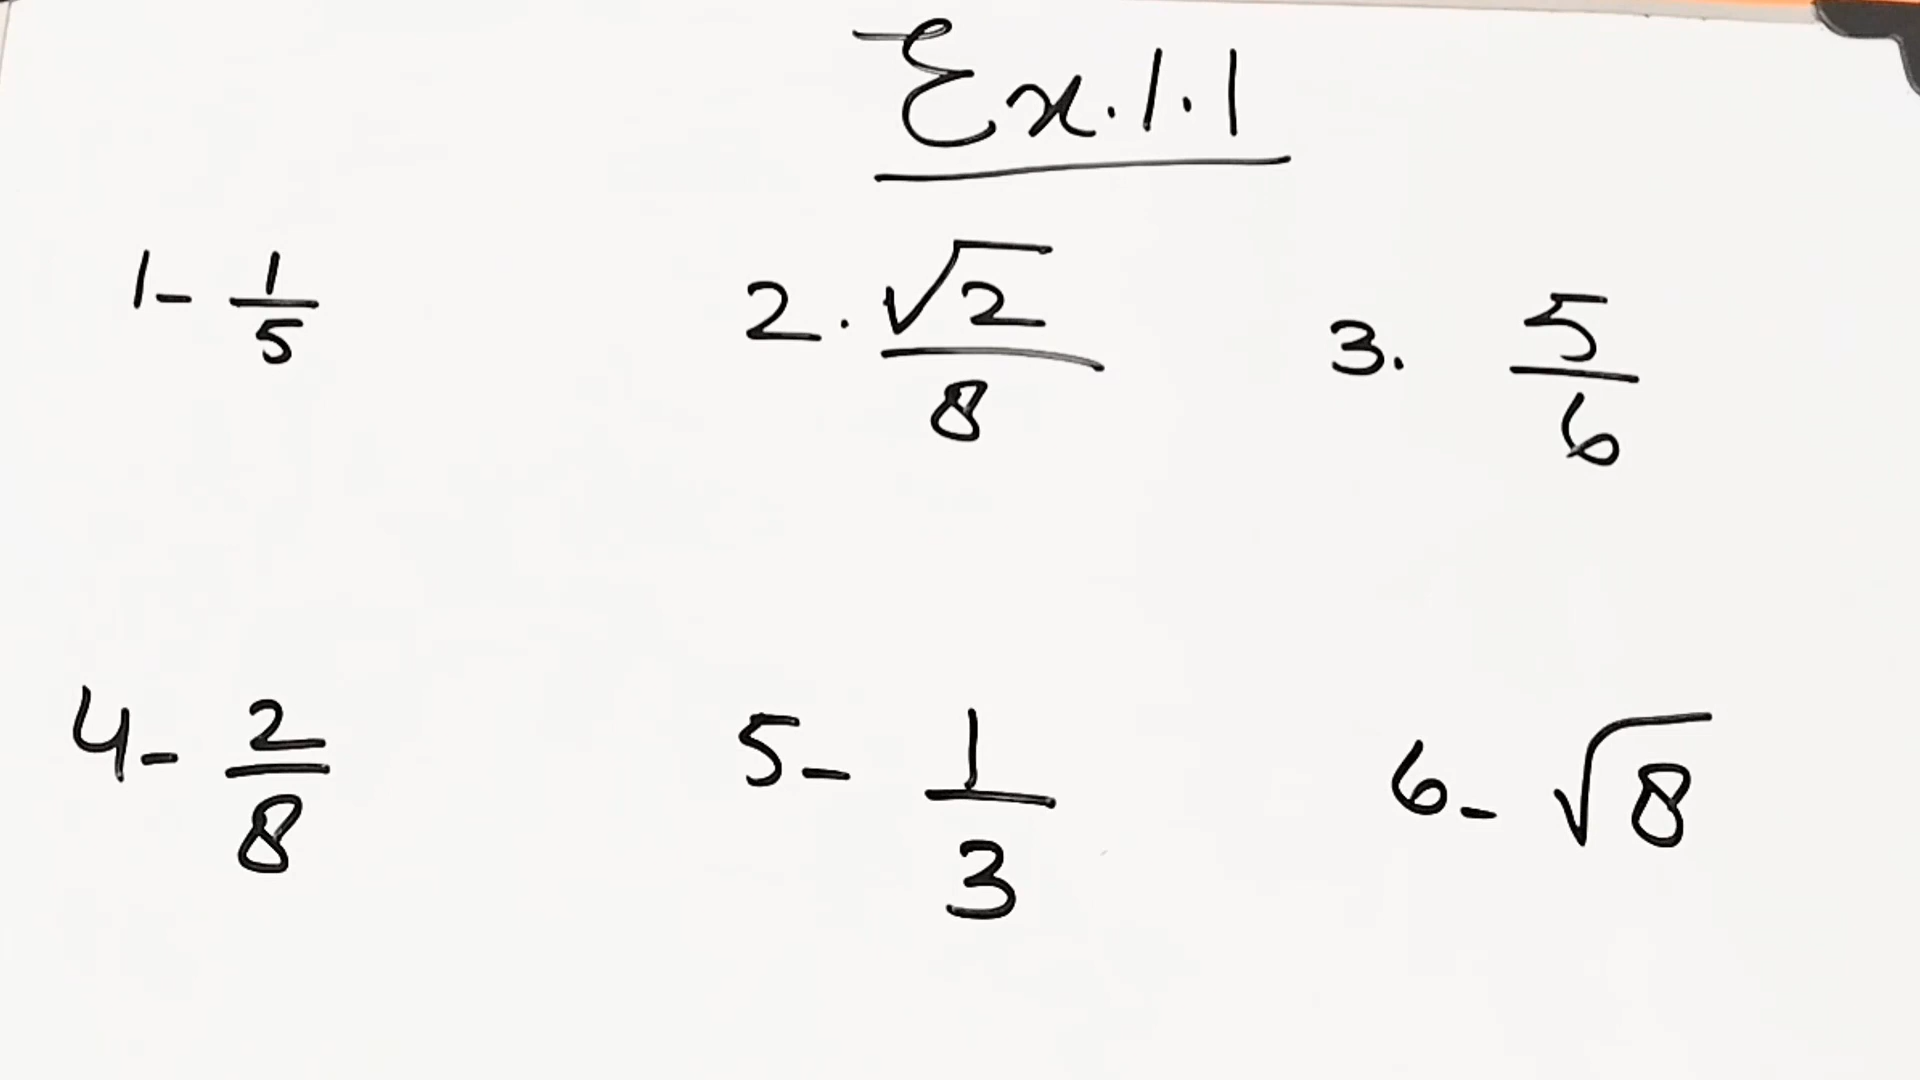 Ex.1.1
1- 1/5 2. √2/8 3. 5/6
4- 2/8 5- 1/3 6- √8